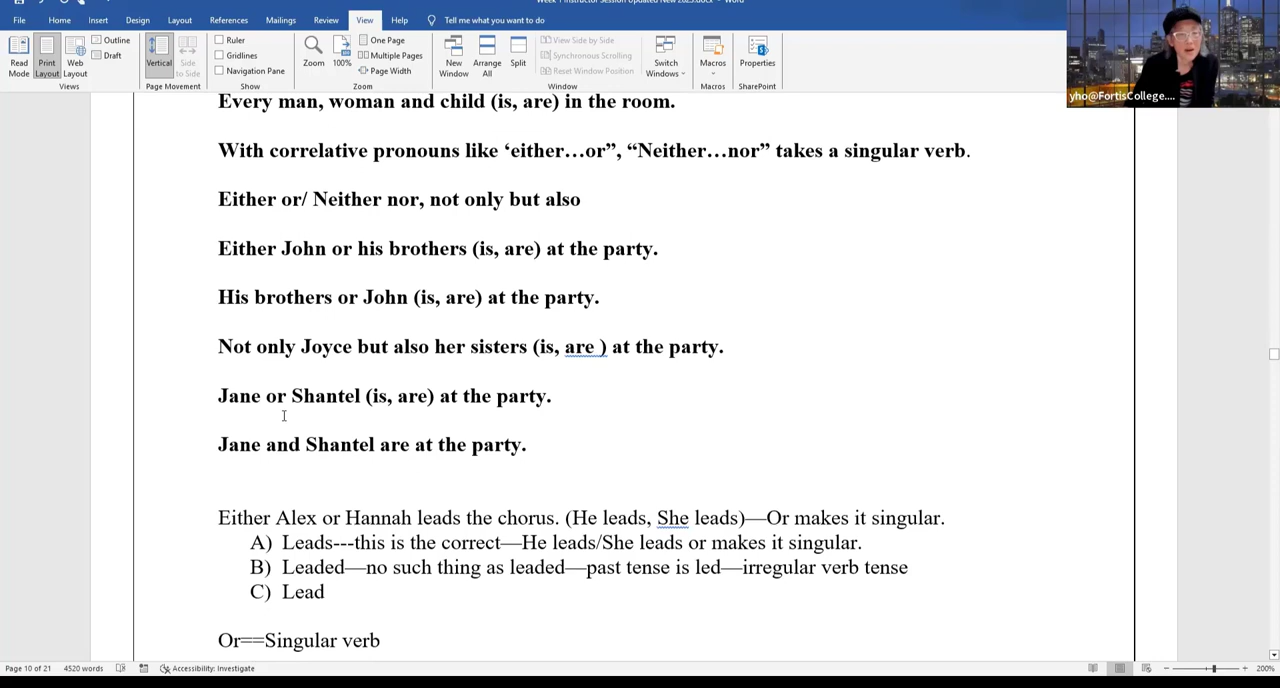 File Home Insert Design Layout References Mailings Review View Help Tell me what you want to do
Read Mode
Print Layout
Web Layout
Outline
Draft
Views
Vertical
Side to Side
Page Movement
Ruler
Gridlines
Navigation Pane
Show
Zoom
100%
One Page
Multiple Pages
Page Width
Zoom
New Window
Arrange All
Split
View Side by Side
Synchronous Scrolling
Reset Window Position
Window
Switch Windows
Macros
Macros
Properties
SharePoint
yho@FortisCollege....
Every man, woman and child (is, are) in the room.
With correlative pronouns like ‘either…or”, “Neither…nor” takes a singular verb.
Either or/ Neither nor, not only but also
Either John or his brothers (is, are) at the party.
His brothers or John (is, are) at the party.
Not only Joyce but also her sisters (is, are ) at the party.
Jane or Shantel (is, are) at the party.
Jane and Shantel are at the party.
Either Alex or Hannah leads the chorus. (He leads, She leads)—Or makes it singular.
A) Leads---this is the correct—He leads/She leads or makes it singular.
B) Leaded—no such thing as leaded—past tense is led—irregular verb tense
C) Lead
Or==Singular verb
Page 10 of 21 4520 words Accessibility: Investigate 200%